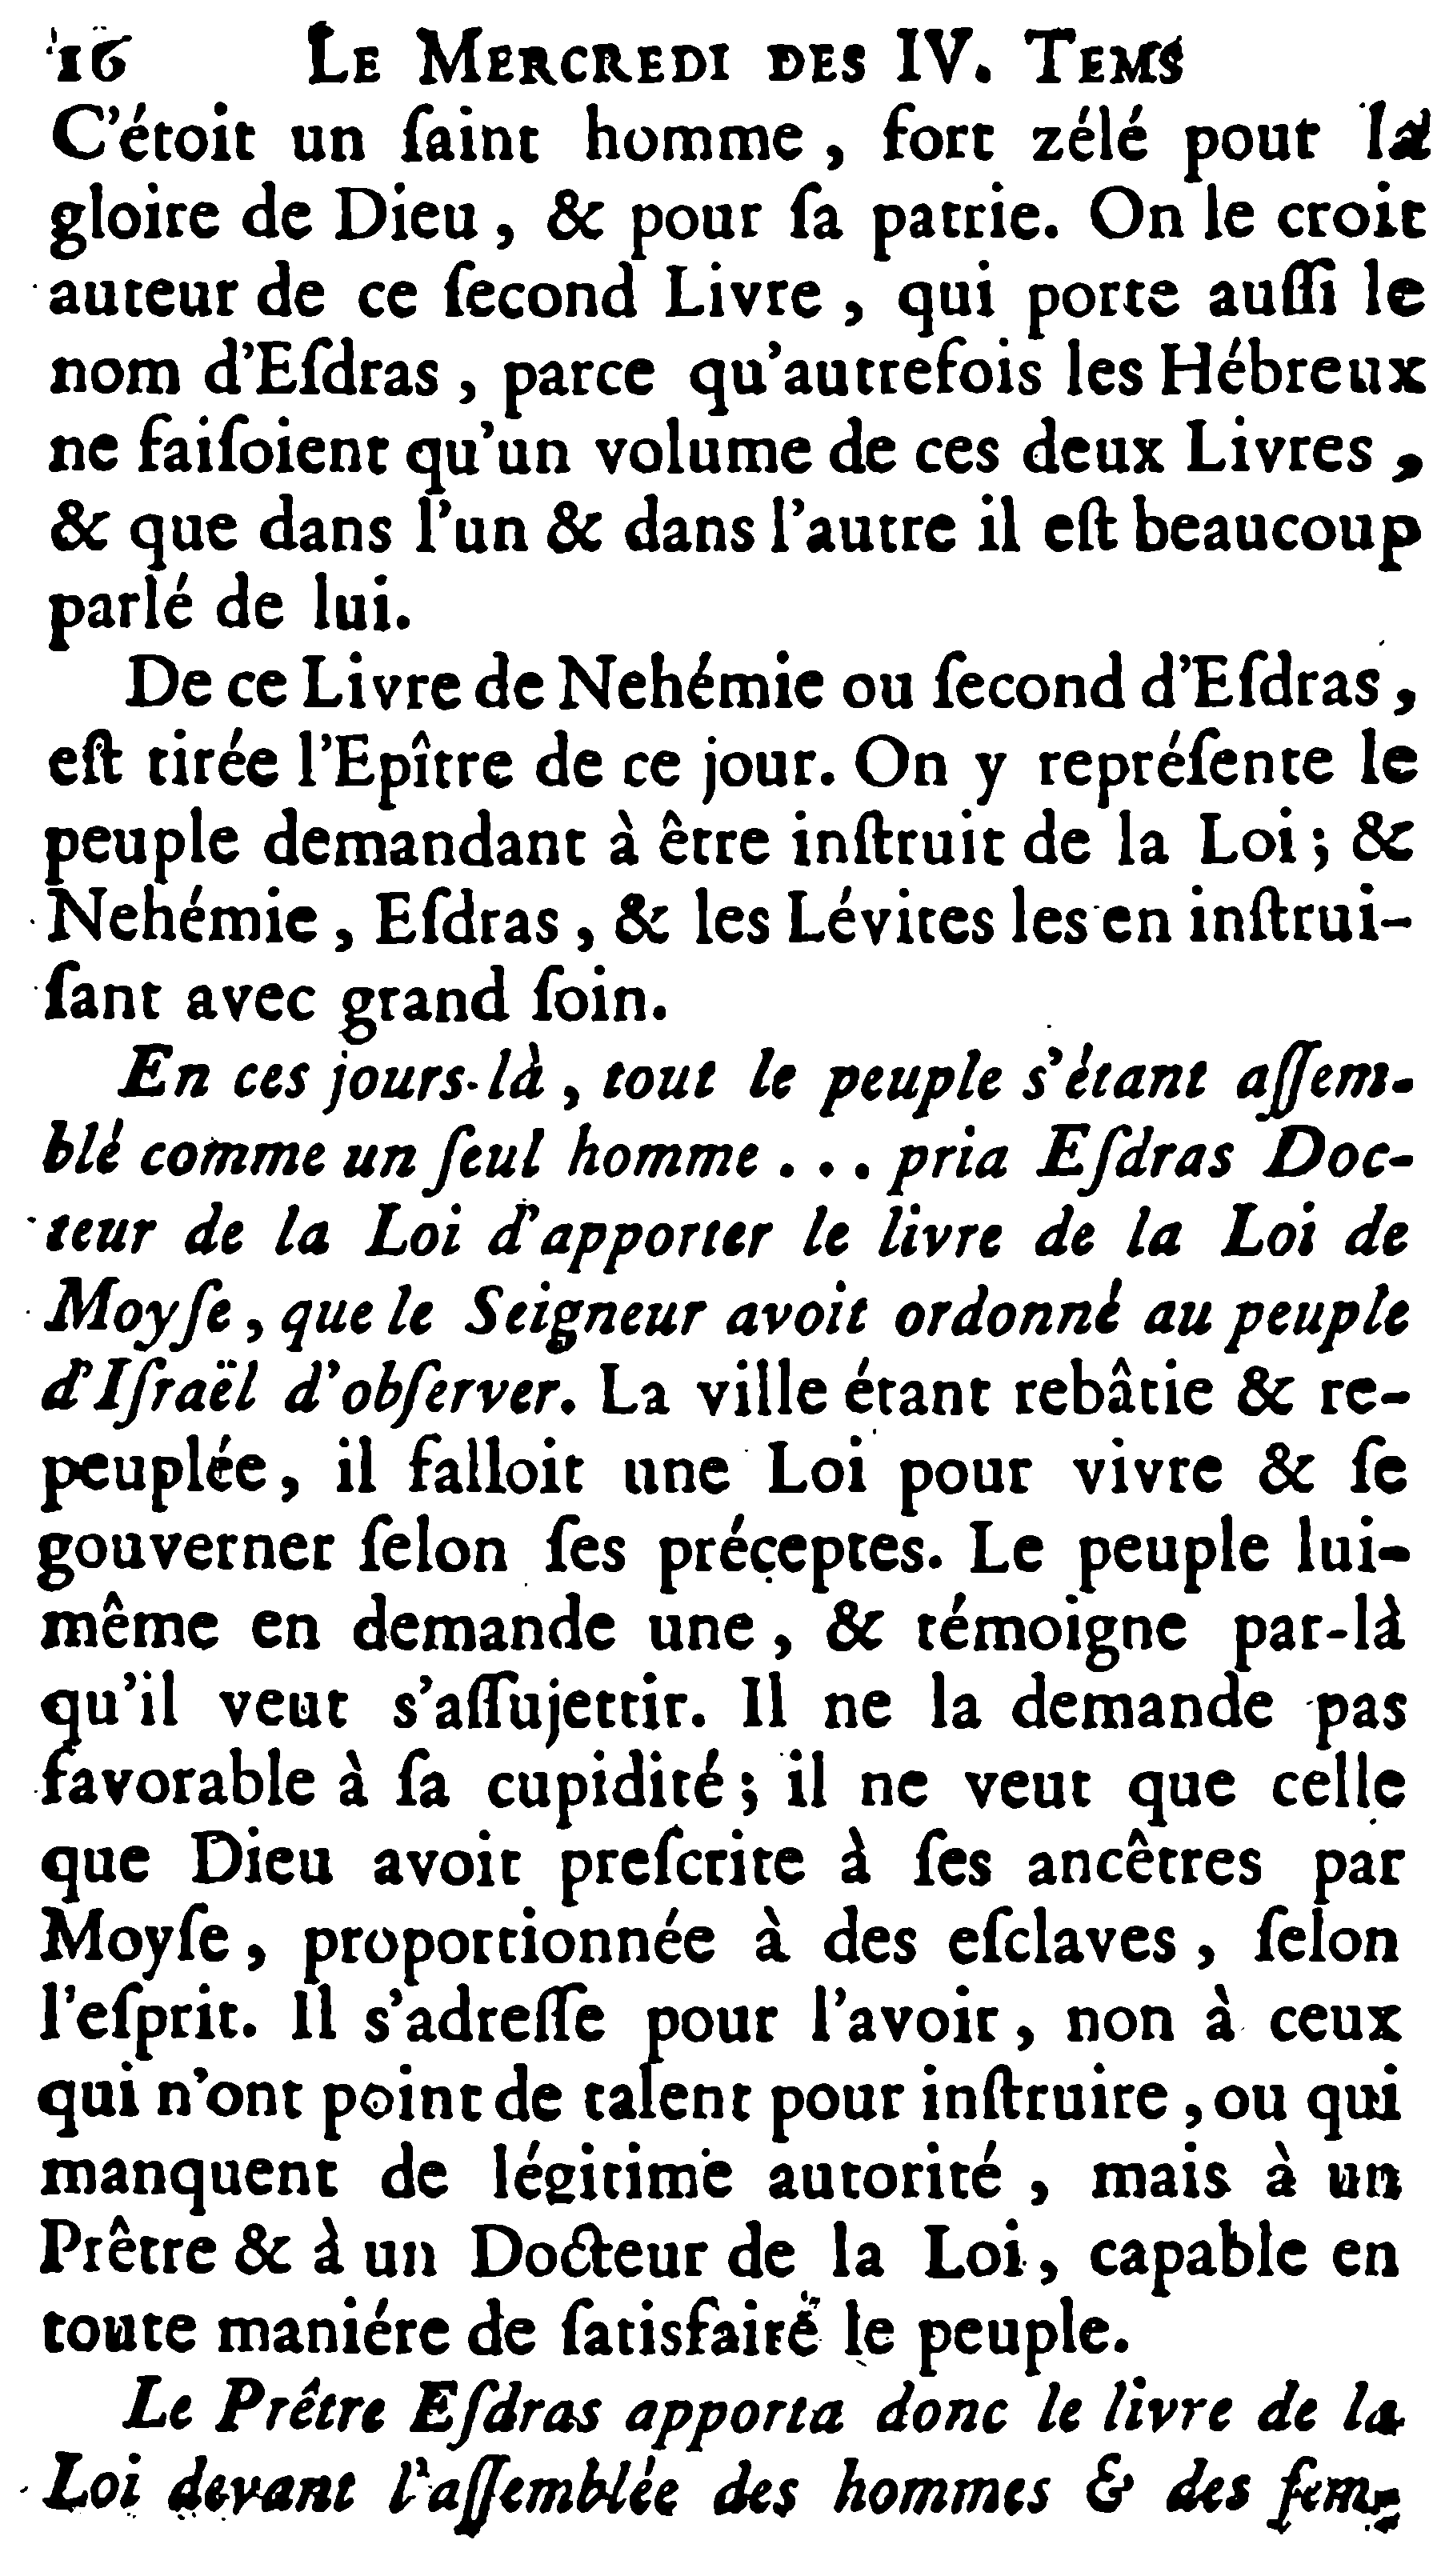 16 LE MERCREDI DES IV. TEMS
C'étoit un ſaint homme, fort zélé pour la
gloire de Dieu, & pour ſa patrie. On le croit
auteur de ce ſecond Livre, qui porte auſſi le
nom d'Eſdras, parce qu'autrefois les Hébreux
ne faiſoient qu'un volume de ces deux Livres,
& que dans l'un & dans l'autre il eſt beaucoup
parlé de lui.
De ce Livre de Nehémie ou ſecond d'Eſdras,
eſt tirée l'Epître de ce jour. On y repréſente le
peuple demandant à être inſtruit de la Loi; &
Nehémie, Eſdras, & les Lévites les en inſtrui-
ſant avec grand ſoin.
En ces jours-là, tout le peuple s'étant aſſem-
blé comme un ſeul homme... pria Eſdras Doc-
teur de la Loi d'apporter le livre de la Loi de
Moyſe, que le Seigneur avoit ordonné au peuple
d'Iſraël d'obſerver. La ville étant rebâtie & re-
peuplée, il falloit une Loi pour vivre & ſe
gouverner ſelon ſes préceptes. Le peuple lui-
même en demande une, & témoigne par-là
qu'il veut s'aſſujettir. Il ne la demande pas
favorable à ſa cupidité; il ne veut que celle
que Dieu avoit preſcrite à ſes ancêtres par
Moyſe, proportionnée à des eſclaves, ſelon
l'eſprit. Il s'adreſſe pour l'avoir, non à ceux
qui n'ont point de talent pour inſtruire, ou qui
manquent de légitime autorité, mais à un
Prêtre & à un Docteur de la Loi, capable en
toute maniére de ſatisfaire le peuple.
Le Prêtre Eſdras apporta donc le livre de la
Loi devant l'aſſemblée des hommes & des fem-